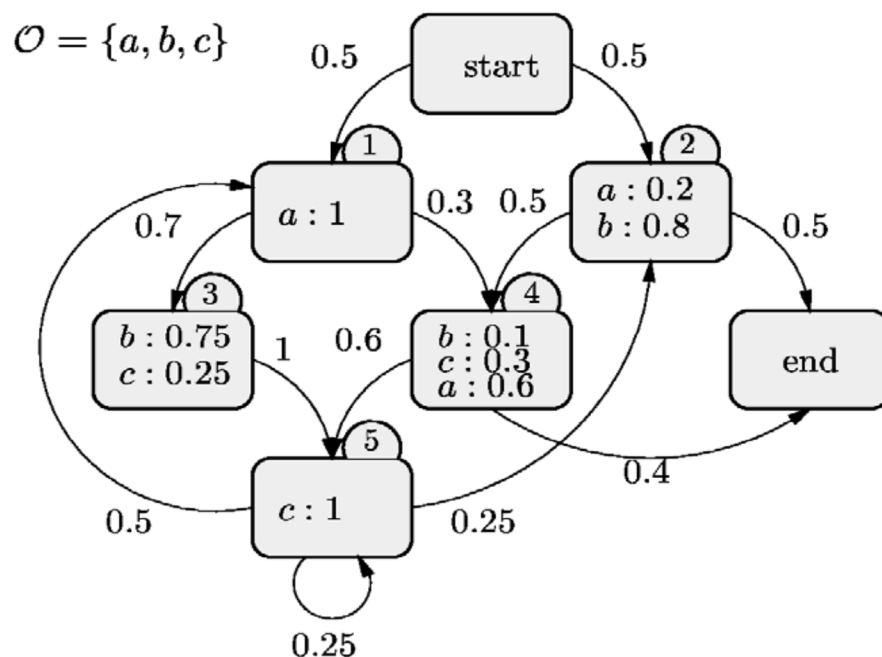 𝒪 = {a, b, c}
start
0.5
0.5
1
2
a : 1
a : 0.2
b : 0.8
0.7
0.3
0.5
0.5
3
4
b : 0.75
c : 0.25
b : 0.1
c : 0.3
a : 0.6
end
1
0.6
5
c : 1
0.4
0.5
0.25
0.25